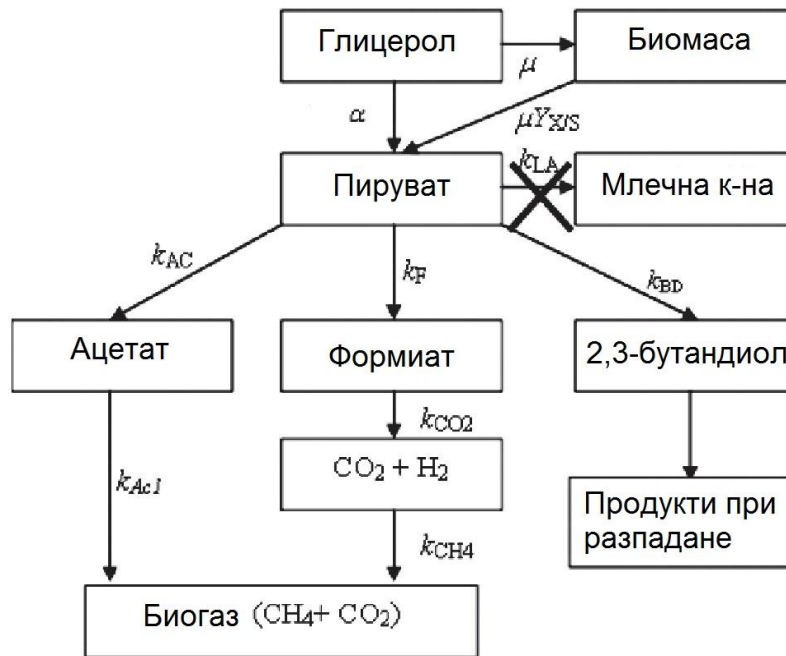 Глицерол
μ
Биомаса
α
μY_X/S
Пируват
k_LA
Млечна к-на
k_AC
k_F
k_BD
Ацетат
Формиат
2,3-бутандиол
k_CO2
k_Ac1
CO₂ + H₂
Продукти при
разпадане
k_CH4
Биогаз (CH₄+ CO₂)